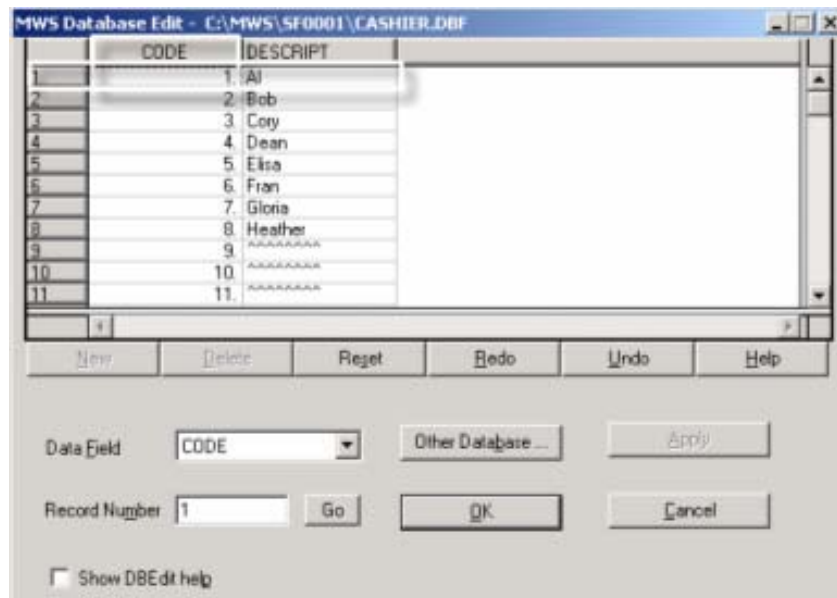 MWS Database Edit - C:\MWS\SF0001\CASHIER.DBF
CODE DESCRIPT
1 1. Al
2 2. Bob
3 3. Cory
4 4. Dean
5 5. Elisa
6 6. Fran
7 7. Gloria
8 8. Heather
9 9. ^^^^^^^^
10 10. ^^^^^^^^
11 11. ^^^^^^^^
New Delete Reset Redo Undo Help
Data Field CODE Other Database ... Apply
Record Number 1 Go OK Cancel
Show DBEdit help